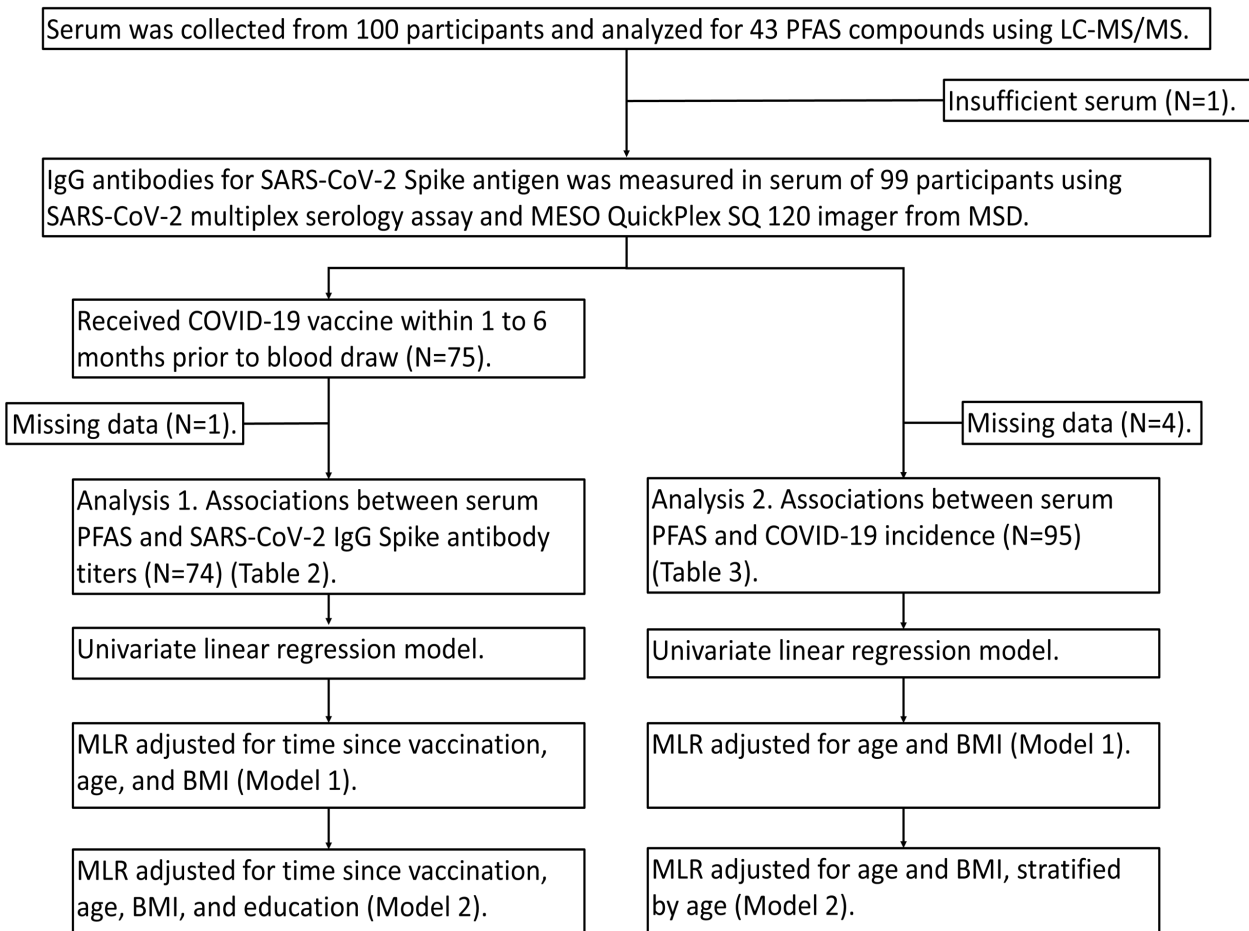 Serum was collected from 100 participants and analyzed for 43 PFAS compounds using LC-MS/MS.
Insufficient serum (N=1).
IgG antibodies for SARS-CoV-2 Spike antigen was measured in serum of 99 participants using
SARS-CoV-2 multiplex serology assay and MESO QuickPlex SQ 120 imager from MSD.
Received COVID-19 vaccine within 1 to 6
months prior to blood draw (N=75).
Missing data (N=1).
Missing data (N=4).
Analysis 1. Associations between serum
PFAS and SARS-CoV-2 IgG Spike antibody
titers (N=74) (Table 2).
Analysis 2. Associations between serum
PFAS and COVID-19 incidence (N=95)
(Table 3).
Univariate linear regression model.
Univariate linear regression model.
MLR adjusted for time since vaccination,
age, and BMI (Model 1).
MLR adjusted for age and BMI (Model 1).
MLR adjusted for time since vaccination,
age, BMI, and education (Model 2).
MLR adjusted for age and BMI, stratified
by age (Model 2).